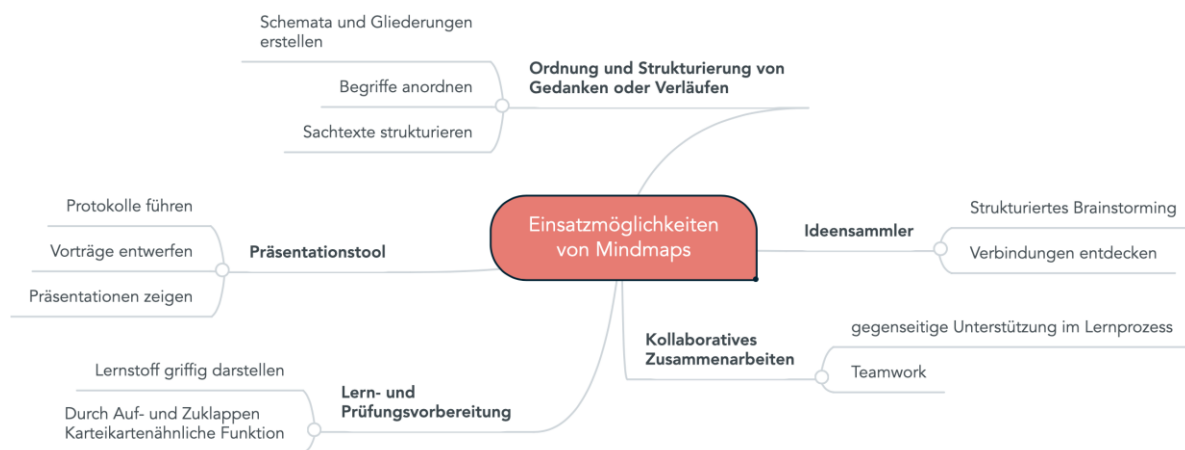 Schemata und Gliederungen
erstellen
Begriffe anordnen
Sachtexte strukturieren
Ordnung und Strukturierung von
Gedanken oder Verläufen
Protokolle führen
Vorträge entwerfen
Präsentationen zeigen
Präsentationstool
Einsatzmöglichkeiten
von Mindmaps
Ideensammler
Strukturiertes Brainstorming
Verbindungen entdecken
Kollaboratives
Zusammenarbeiten
gegenseitige Unterstützung im Lernprozess
Teamwork
Lernstoff griffig darstellen
Durch Auf- und Zuklappen
Karteikartenähnliche Funktion
Lern- und
Prüfungsvorbereitung